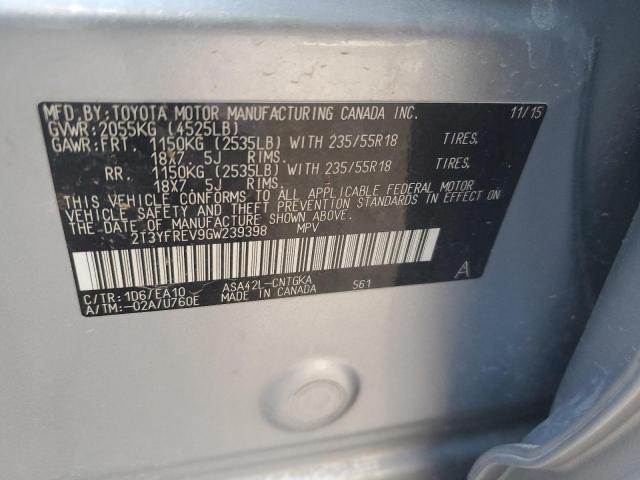 MFD.BY:TOYOTA MOTOR MANUFACTURING CANADA INC. 11/15
GVWR:2055KG (4525LB)
GAWR:FRT. 1150KG (2535LB) WITH 235/55R18 TIRES.
18X7 5J RIMS.
RR. 1150KG (2535LB) WITH 235/55R18 TIRES.
18X7 5J RIMS.
THIS VEHICLE CONFORMS TO ALL APPLICABLE FEDERAL MOTOR
VEHICLE SAFETY AND THEFT PREVENTION STANDARDS IN EFFECT ON
THE DATE OF MANUFACTURE SHOWN ABOVE.
2T3YFREV9GW239398 MPV
C/TR:1D6/EA10 ASA42L-CNTGKA 561 A
A/TM:-02A/U760E MADE IN CANADA